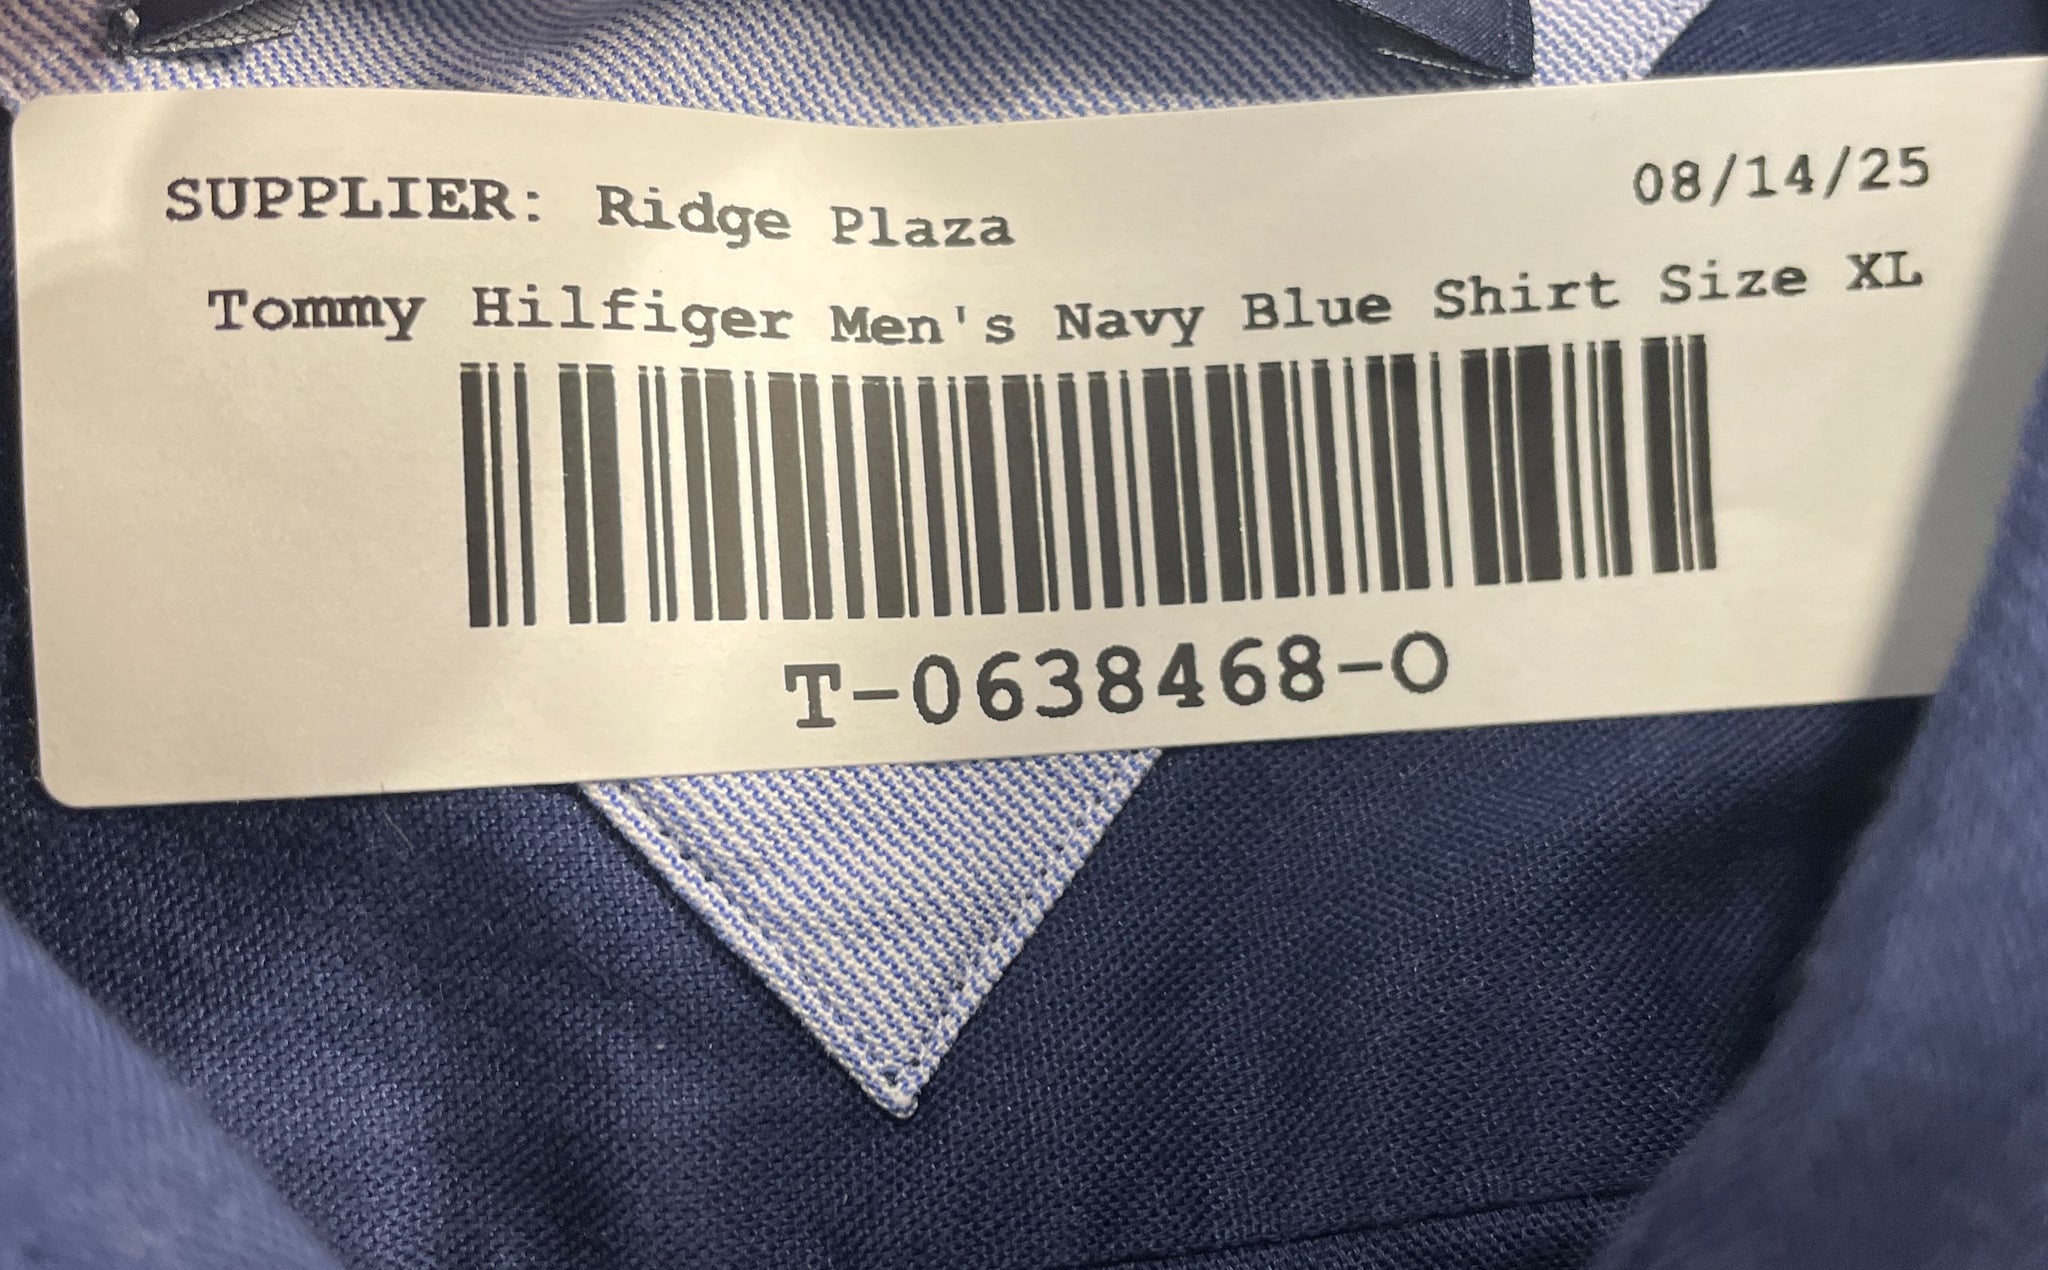 SUPPLIER: Ridge Plaza
08/14/25
Tommy Hilfiger Men's Navy Blue Shirt Size XL
T-0638468-O